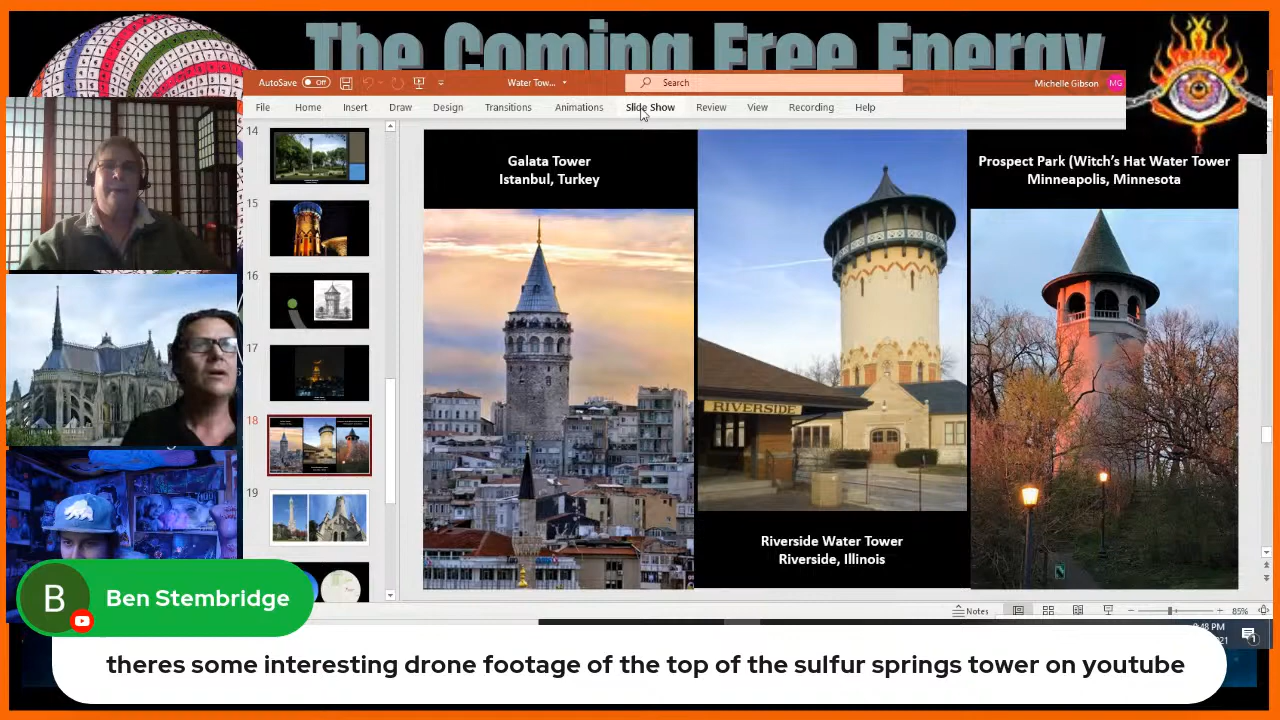 The Coming Free Energy
AutoSave Off
Water Tow...
Search
Michelle Gibson MG
File Home Insert Draw Design Transitions Animations Slide Show Review View Recording Help
14
15
16
17
18
19
Galata Tower
Istanbul, Turkey
Prospect Park (Witch's Hat Water Tower
Minneapolis, Minnesota
RIVERSIDE
Riverside Water Tower
Riverside, Illinois
Notes
85%
B
Ben Stembridge
theres some interesting drone footage of the top of the sulfur springs tower on youtube